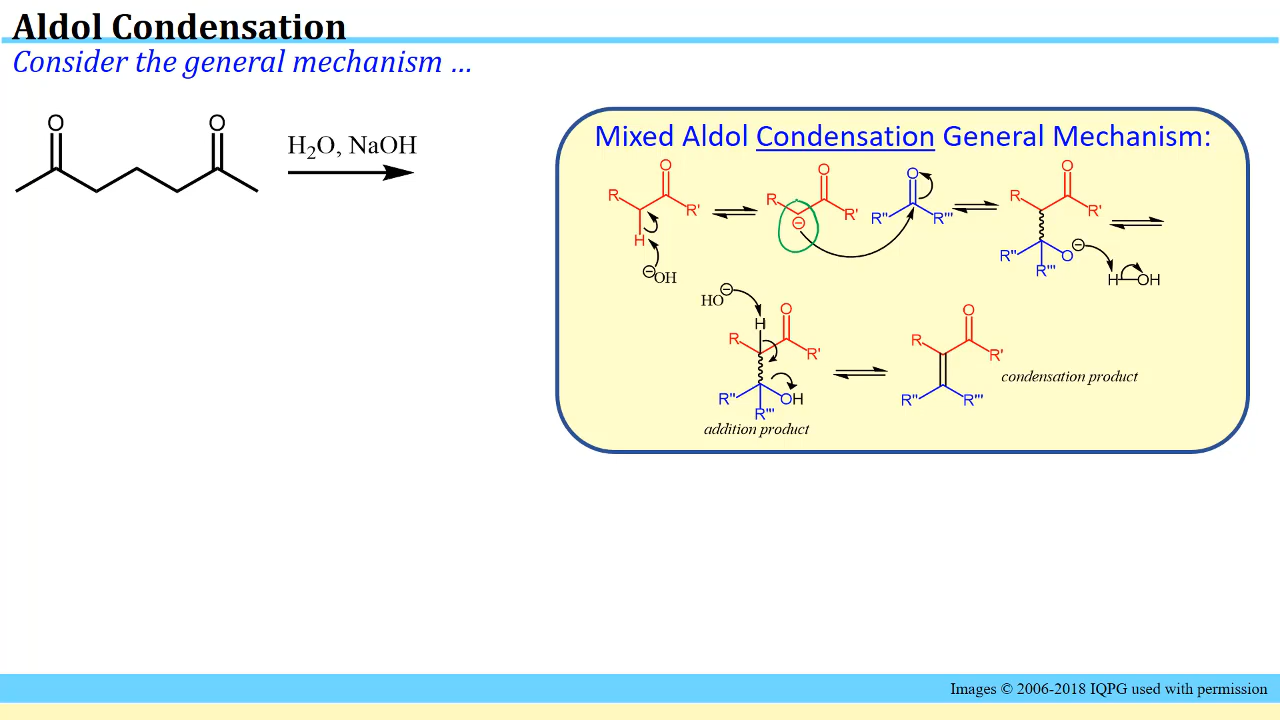 Aldol Condensation
Consider the general mechanism …
O O
H₂O, NaOH
Mixed Aldol Condensation General Mechanism:
R O R' H ⊖OH
R O R' ⊖
O R" R'''
R O R' R" R''' O ⊖ H OH
HO⊖ H R O R' R" R''' OH
addition product
R O R' R" R'''
condensation product
Images © 2006-2018 IQPG used with permission